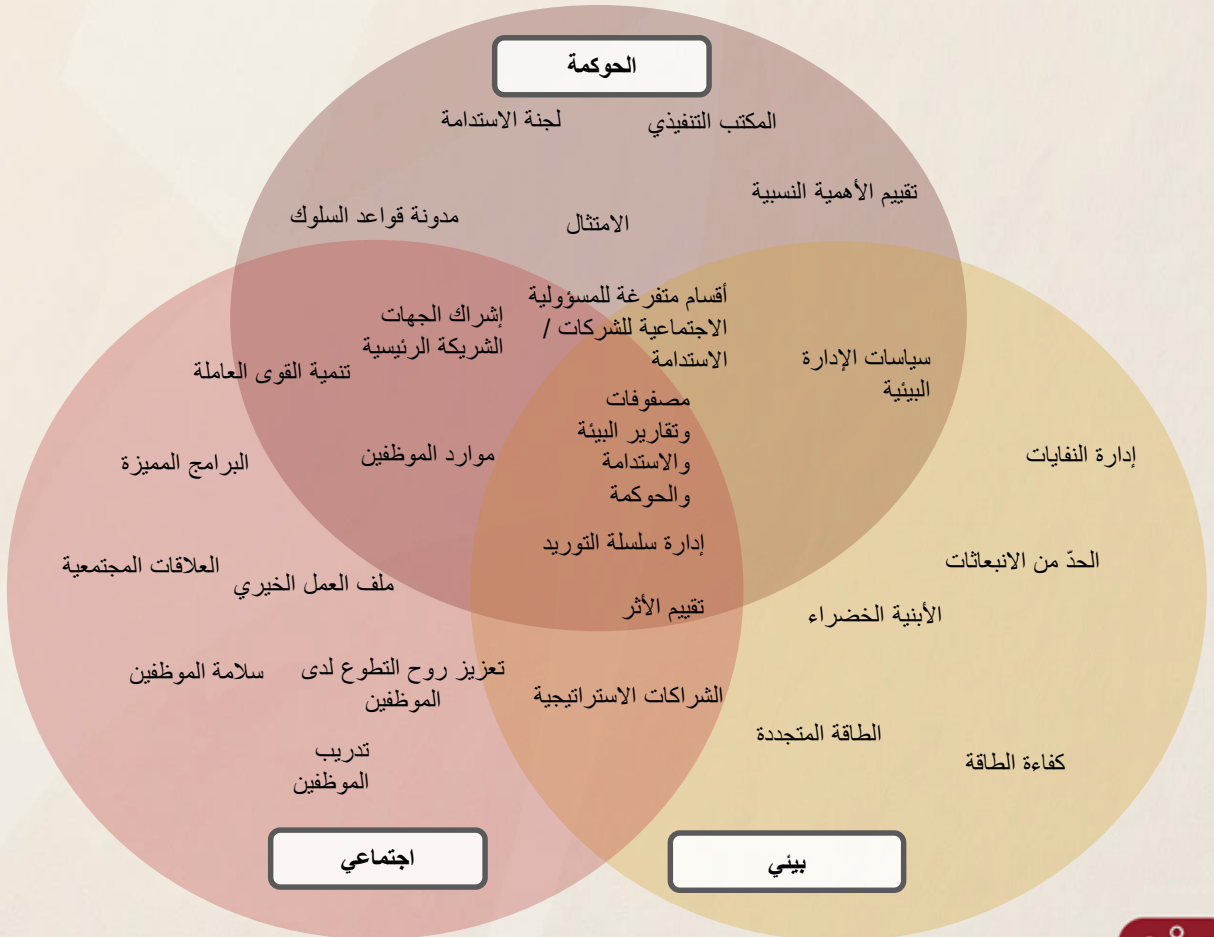 الحوكمة
المكتب التنفيذي
لجنة الاستدامة
تقييم الأهمية النسبية
الامتثال
مدونة قواعد السلوك
أقسام متفرغة للمسؤولية
الاجتماعية للشركات /
الاستدامة
إشراك الجهات
الشريكة الرئيسية
سياسات الإدارة
البيئية
تنمية القوى العاملة
مصفوفات
وتقارير البيئة
والاستدامة
والحوكمة
موارد الموظفين
البرامج المميزة
إدارة النفايات
إدارة سلسلة التوريد
الحدّ من الانبعاثات
العلاقات المجتمعية
ملف العمل الخيري
تقييم الأثر
الأبنية الخضراء
تعزيز روح التطوع لدى
الموظفين
سلامة الموظفين
الشراكات الاستراتيجية
الطاقة المتجددة
كفاءة الطاقة
تدريب
الموظفين
بيئي
اجتماعي